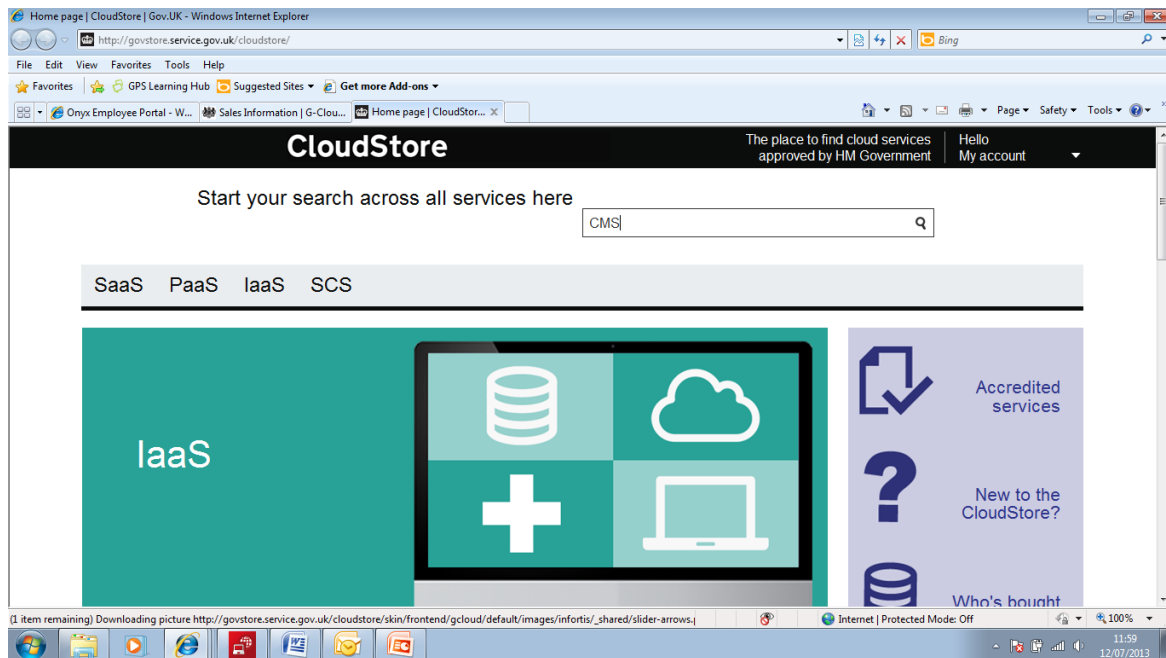 Home page | CloudStore | Gov.UK - Windows Internet Explorer
http://govstore.service.gov.uk/cloudstore/
Bing
File Edit View Favorites Tools Help
Favorites GPS Learning Hub Suggested Sites Get more Add-ons
Onyx Employee Portal - W... Sales Information | G-Clou... Home page | CloudStor... X
Page Safety Tools
CloudStore
The place to find cloud services
approved by HM Government
Hello
My account
Start your search across all services here
CMS
SaaS PaaS IaaS SCS
IaaS
Accredited
services
New to the
CloudStore?
Who's bought
(1 item remaining) Downloading picture http://govstore.service.gov.uk/cloudstore/skin/frontend/gcloud/default/images/infortis/_shared/slider-arrows.
Internet | Protected Mode: Off
100%
11:59
12/07/2013